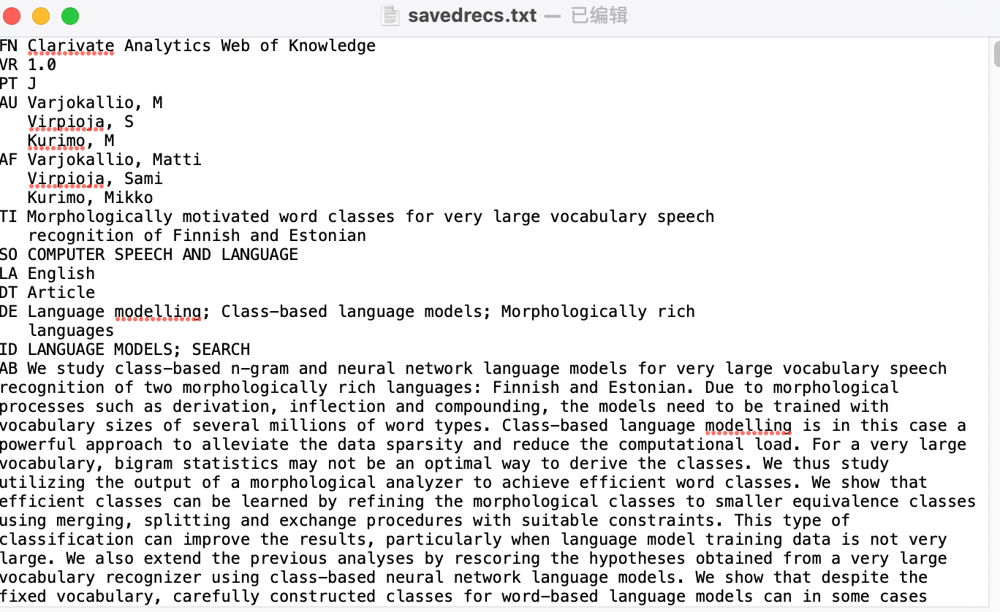 savedrecs.txt — 已编辑
FN Clarivate Analytics Web of Knowledge
VR 1.0
PT J
AU Varjokallio, M
   Virpioja, S
   Kurimo, M
AF Varjokallio, Matti
   Virpioja, Sami
   Kurimo, Mikko
TI Morphologically motivated word classes for very large vocabulary speech
   recognition of Finnish and Estonian
SO COMPUTER SPEECH AND LANGUAGE
LA English
DT Article
DE Language modelling; Class-based language models; Morphologically rich
   languages
ID LANGUAGE MODELS; SEARCH
AB We study class-based n-gram and neural network language models for very large vocabulary speech
recognition of two morphologically rich languages: Finnish and Estonian. Due to morphological
processes such as derivation, inflection and compounding, the models need to be trained with
vocabulary sizes of several millions of word types. Class-based language modelling is in this case a
powerful approach to alleviate the data sparsity and reduce the computational load. For a very large
vocabulary, bigram statistics may not be an optimal way to derive the classes. We thus study
utilizing the output of a morphological analyzer to achieve efficient word classes. We show that
efficient classes can be learned by refining the morphological classes to smaller equivalence classes
using merging, splitting and exchange procedures with suitable constraints. This type of
classification can improve the results, particularly when language model training data is not very
large. We also extend the previous analyses by rescoring the hypotheses obtained from a very large
vocabulary recognizer using class-based neural network language models. We show that despite the
fixed vocabulary, carefully constructed classes for word-based language models can in some cases